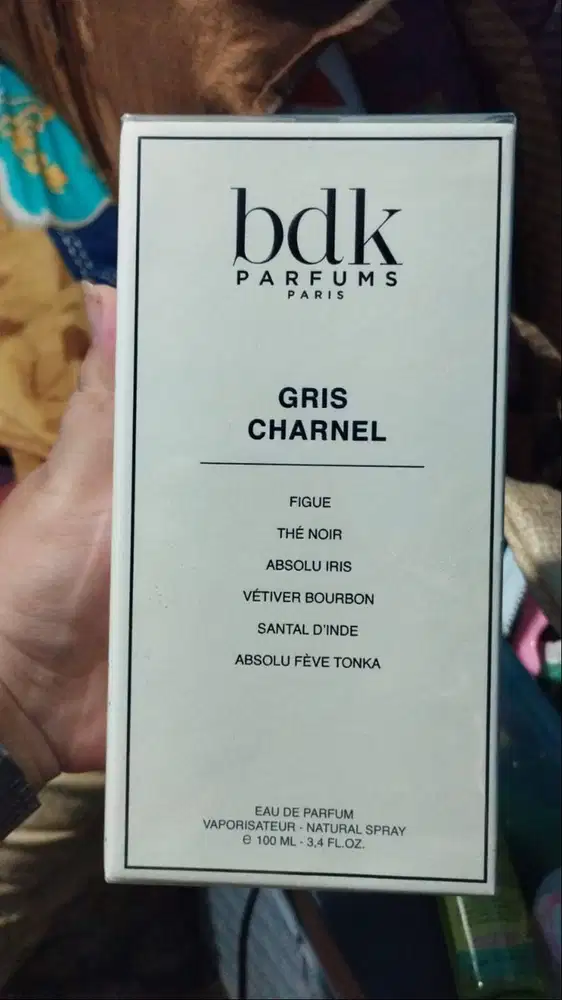 bdk
PARFUMS
PARIS
GRIS
CHARNEL
FIGUE
THÉ NOIR
ABSOLU IRIS
VÉTIVER BOURBON
SANTAL D'INDE
ABSOLU FÈVE TONKA
EAU DE PARFUM
VAPORISATEUR - NATURAL SPRAY
℮ 100 ML - 3,4 FL.OZ.